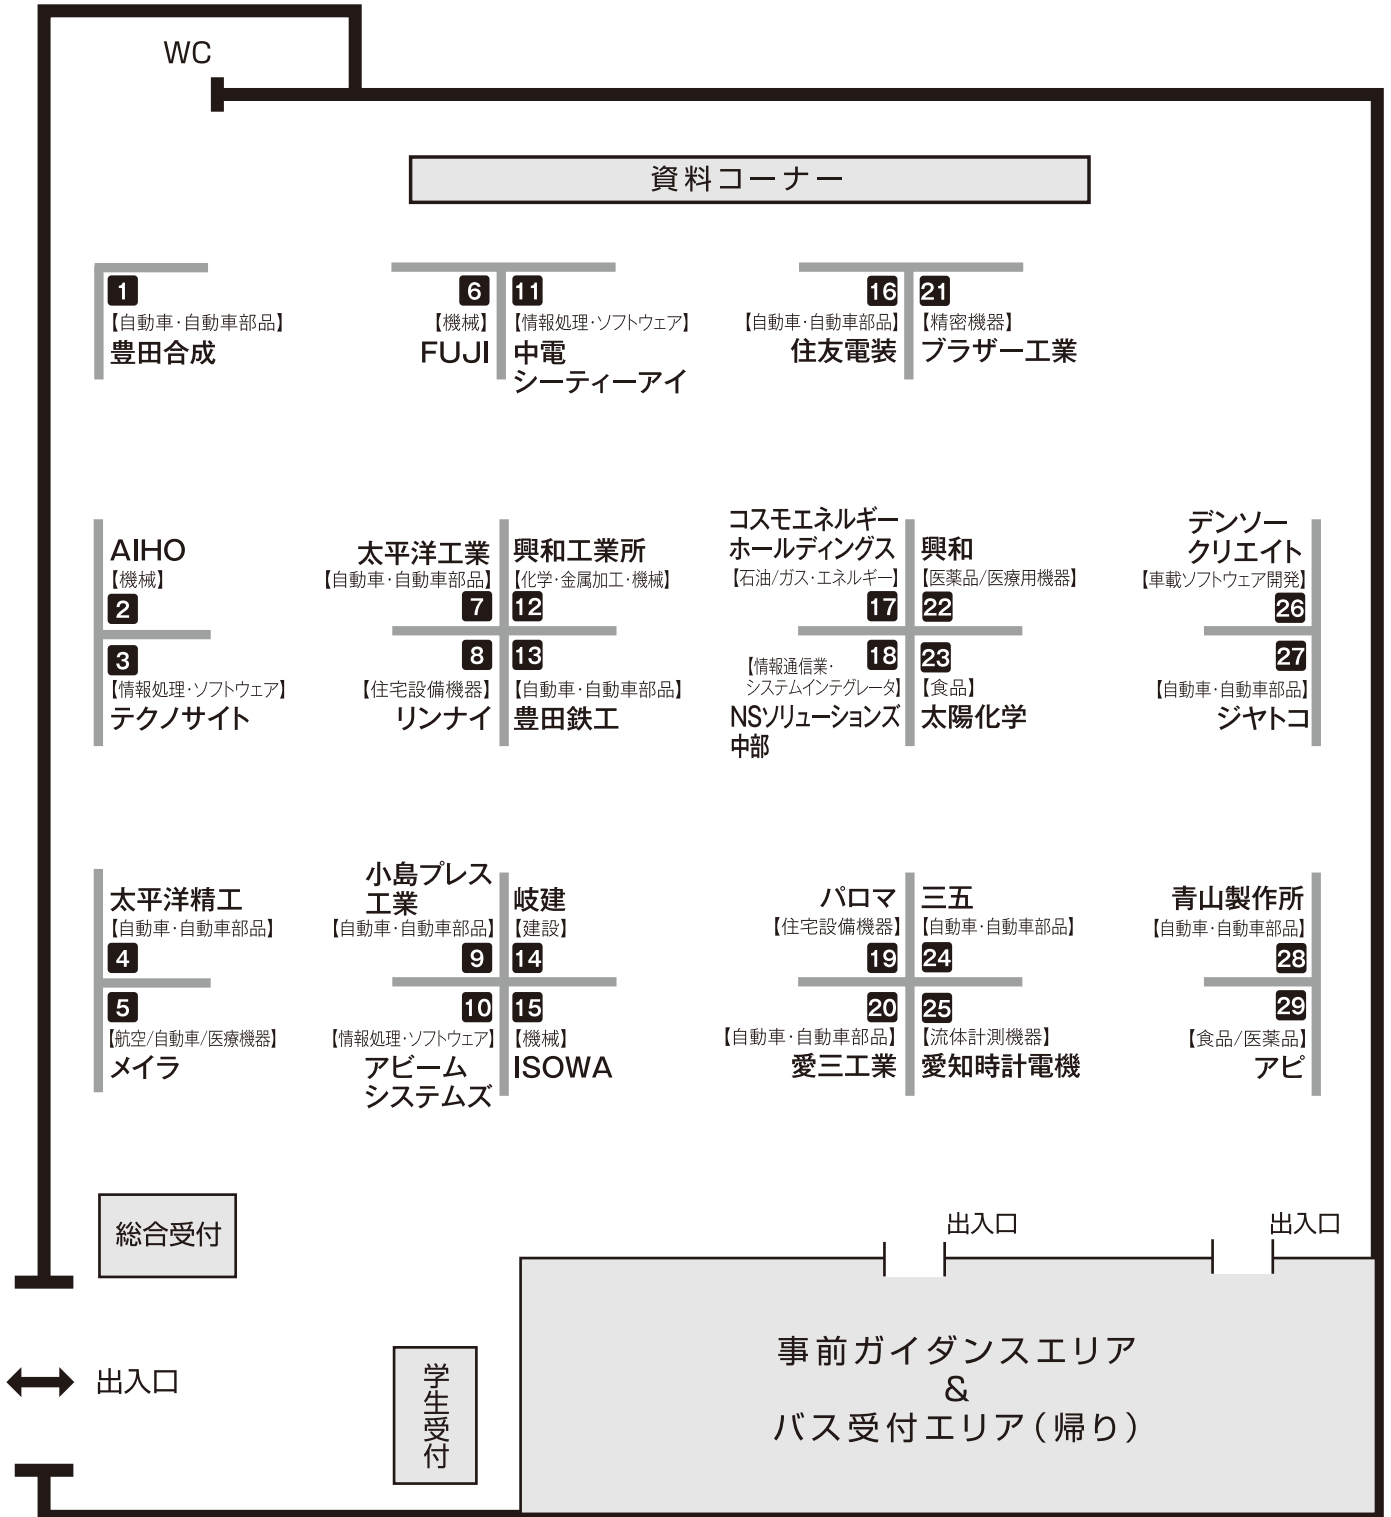 WC
資料コーナー
1
【自動車・自動車部品】
豊田合成
6
【機械】
FUJI
11
【情報処理・ソフトウェア】
中電
シーティーアイ
16
【自動車・自動車部品】
住友電装
21
【精密機器】
ブラザー工業
AIHO
【機械】
2
3
【情報処理・ソフトウェア】
テクノサイト
太平洋工業
【自動車・自動車部品】
7
8
【住宅設備機器】
リンナイ
興和工業所
【化学・金属加工・機械】
12
13
【自動車・自動車部品】
豊田鉄工
コスモエネルギー
ホールディングス
【石油/ガス・エネルギー】
17
18
【情報通信業・
システムインテグレータ】
NSソリューションズ
中部
興和
【医薬品/医療用機器】
22
23
【食品】
太陽化学
デンソー
クリエイト
【車載ソフトウェア開発】
26
27
【自動車・自動車部品】
ジヤトコ
太平洋精工
【自動車・自動車部品】
4
5
【航空/自動車/医療機器】
メイラ
小島プレス
工業
【自動車・自動車部品】
9
10
【情報処理・ソフトウェア】
アビーム
システムズ
岐建
【建設】
14
15
【機械】
ISOWA
パロマ
【住宅設備機器】
19
20
【自動車・自動車部品】
愛三工業
三五
【自動車・自動車部品】
24
25
【流体計測機器】
愛知時計電機
青山製作所
【自動車・自動車部品】
28
29
【食品/医薬品】
アピ
総合受付
出入口
出入口
出入口
学生受付
事前ガイダンスエリア
&
バス受付エリア(帰り)